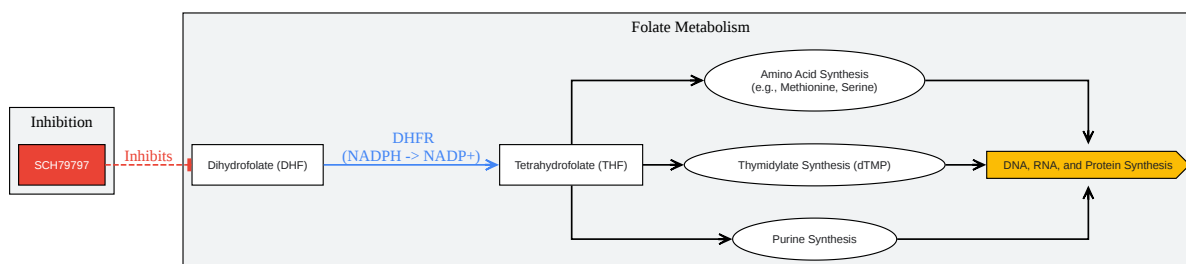 Folate Metabolism
Inhibition
SCH79797
Inhibits
Dihydrofolate (DHF)
DHFR
(NADPH -> NADP+)
Tetrahydrofolate (THF)
Amino Acid Synthesis
(e.g., Methionine, Serine)
Thymidylate Synthesis (dTMP)
Purine Synthesis
DNA, RNA, and Protein Synthesis